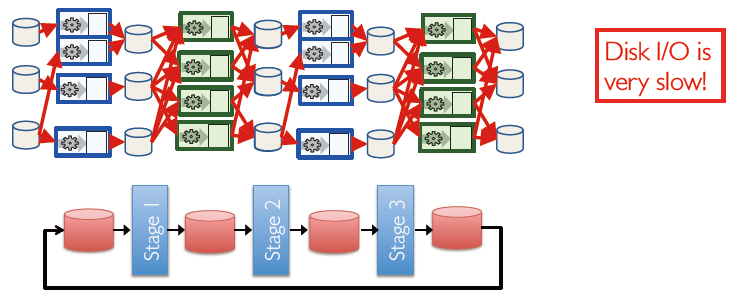 Disk I/O is
very slow!
Stage 1
Stage 2
Stage 3